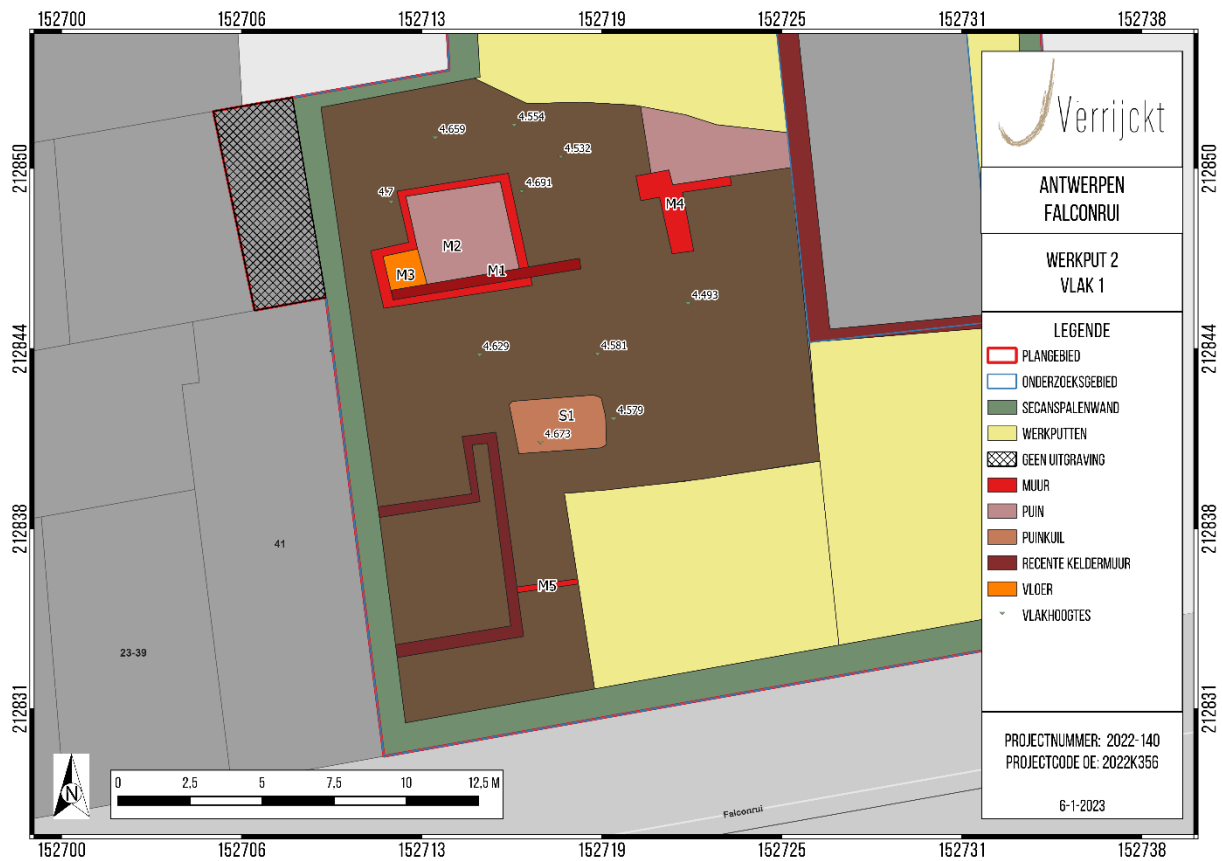 152700 152706 152713 152719 152725 152731 152738
212850
212844
212838
212831
212850
212844
212838
212831
4.554
4.659
4.532
4.691
4.7
M4
M2
M3
M1
4.493
4.629
4.581
S1
4.579
4.673
41
M5
23-39
Falconrui
N
0 2,5 5 7,5 10 12,5 M
Verrijckt
ANTWERPEN
FALCONRUI
WERKPUT 2
VLAK 1
LEGENDE
PLANGEBIED
ONDERZOEKSGEBIED
SECANSPALENWAND
WERKPUTTEN
GEEN UITGRAVING
MUUR
PUIN
PUINKUIL
RECENTE KELDERMUUR
VLOER
VLAKHOOGTES
PROJECTNUMMER: 2022-140
PROJECTCODE OE: 2022K356
6-1-2023
152700 152706 152713 152719 152725 152731 152738